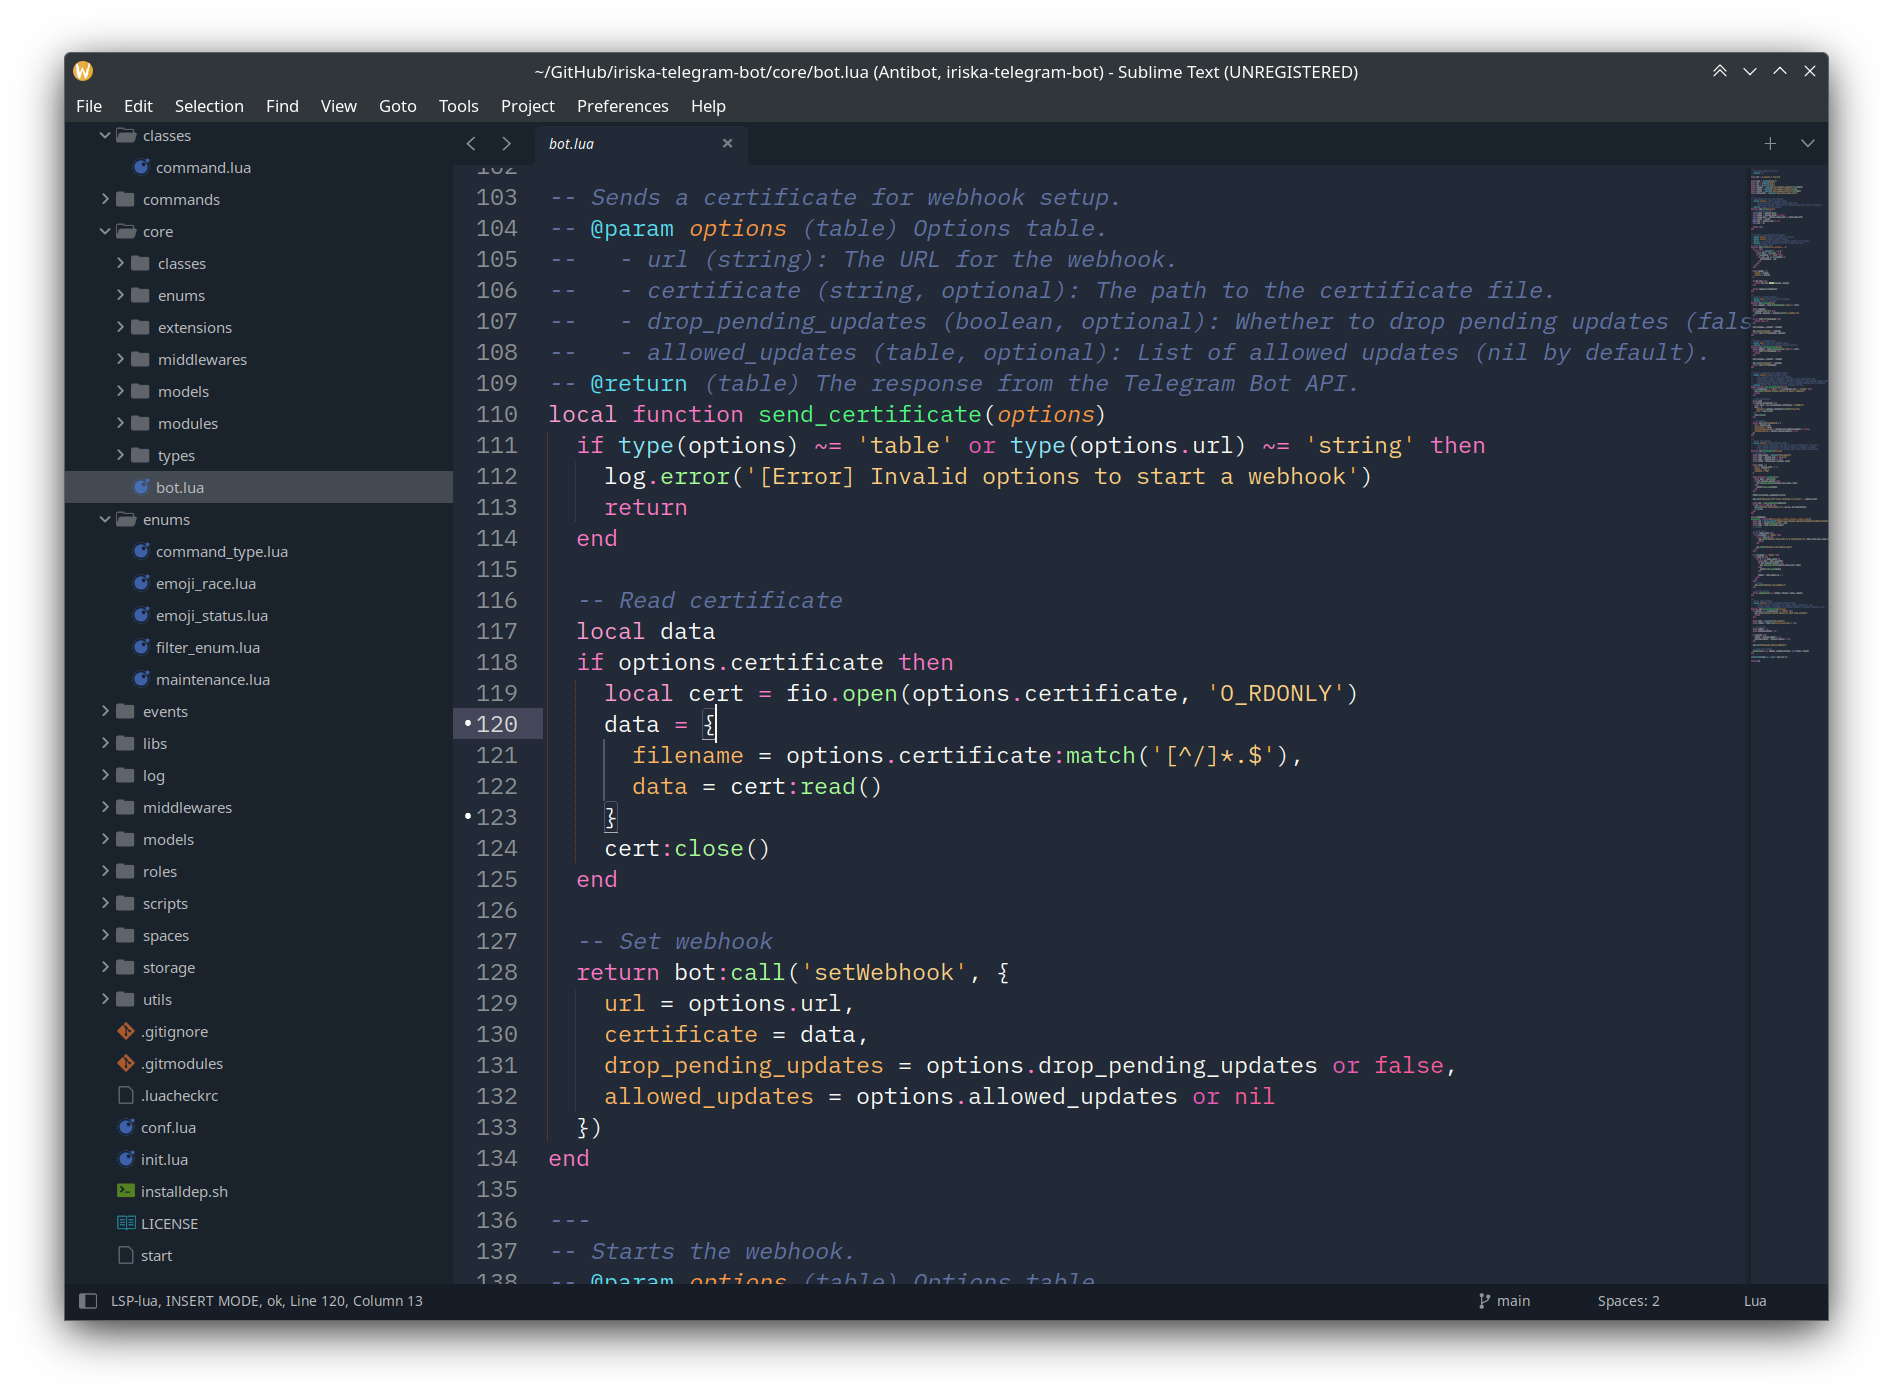 ~/GitHub/iriska-telegram-bot/core/bot.lua (Antibot, iriska-telegram-bot) - Sublime Text (UNREGISTERED)
File Edit Selection Find View Goto Tools Project Preferences Help
classes
command.lua
commands
core
classes
enums
extensions
middlewares
models
modules
types
bot.lua
enums
command_type.lua
emoji_race.lua
emoji_status.lua
filter_enum.lua
maintenance.lua
events
libs
log
middlewares
models
roles
scripts
spaces
storage
utils
.gitignore
.gitmodules
.luacheckrc
conf.lua
init.lua
installdep.sh
LICENSE
start
bot.lua
102
103 -- Sends a certificate for webhook setup.
104 -- @param options (table) Options table.
105 --   - url (string): The URL for the webhook.
106 --   - certificate (string, optional): The path to the certificate file.
107 --   - drop_pending_updates (boolean, optional): Whether to drop pending updates (fals
108 --   - allowed_updates (table, optional): List of allowed updates (nil by default).
109 -- @return (table) The response from the Telegram Bot API.
110 local function send_certificate(options)
111   if type(options) ~= 'table' or type(options.url) ~= 'string' then
112     log.error('[Error] Invalid options to start a webhook')
113     return
114   end
115
116   -- Read certificate
117   local data
118   if options.certificate then
119     local cert = fio.open(options.certificate, 'O_RDONLY')
120     data = {
121       filename = options.certificate:match('[^/]*.$'),
122       data = cert:read()
123     }
124     cert:close()
125   end
126
127   -- Set webhook
128   return bot:call('setWebhook', {
129     url = options.url,
130     certificate = data,
131     drop_pending_updates = options.drop_pending_updates or false,
132     allowed_updates = options.allowed_updates or nil
133   })
134 end
135
136 ---
137 -- Starts the webhook.
138 -- @param options (table) Options table
LSP-lua, INSERT MODE, ok, Line 120, Column 13
main
Spaces: 2
Lua